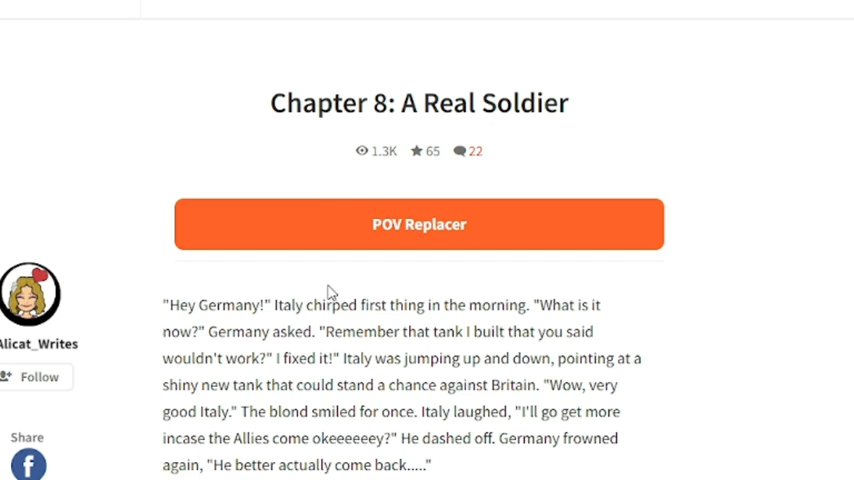 Chapter 8: A Real Soldier
1.3K 65 22
POV Replacer
"Hey Germany!" Italy chirped first thing in the morning. "What is it
now?" Germany asked. "Remember that tank I built that you said
wouldn't work?" I fixed it!" Italy was jumping up and down, pointing at a
shiny new tank that could stand a chance against Britain. "Wow, very
good Italy." The blond smiled for once. Italy laughed, "I'll go get more
incase the Allies come okeeeeeey?" He dashed off. Germany frowned
again, "He better actually come back....."
Alicat_Writes
Follow
Share
f